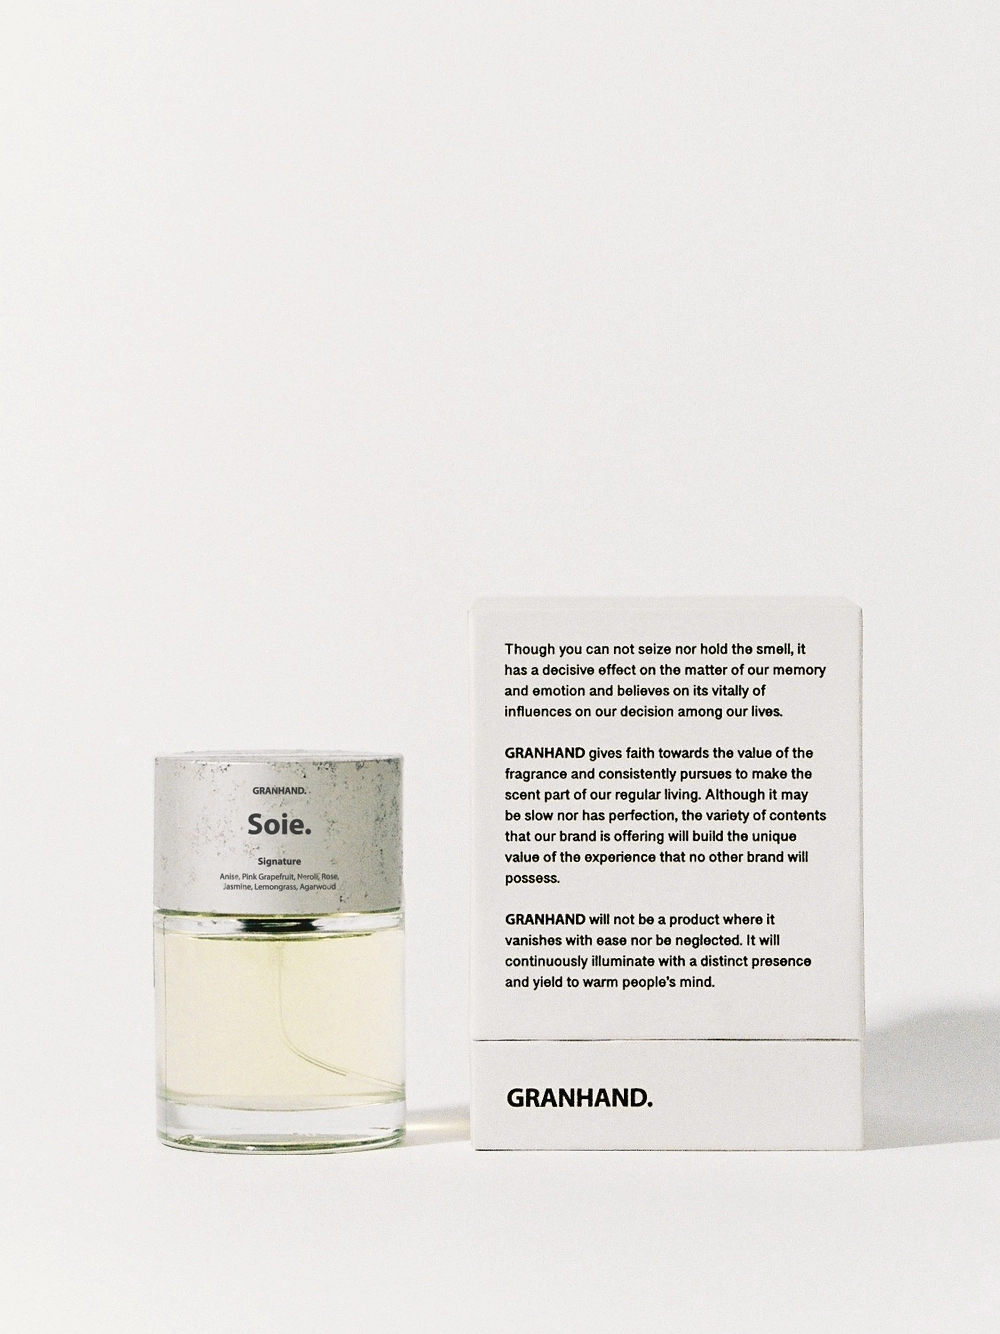 GRANHAND.
Soie.
Signature
Anise, Pink Grapefruit, Neroli, Rose,
Jasmine, Lemongrass, Agarwood
Though you can not seize nor hold the smell, it
has a decisive effect on the matter of our memory
and emotion and believes on its vitally of
influences on our decision among our lives.
GRANHAND gives faith towards the value of the
fragrance and consistently pursues to make the
scent part of our regular living. Although it may
be slow nor has perfection, the variety of contents
that our brand is offering will build the unique
value of the experience that no other brand will
possess.
GRANHAND will not be a product where it
vanishes with ease nor be neglected. It will
continuously illuminate with a distinct presence
and yield to warm people's mind.
GRANHAND.